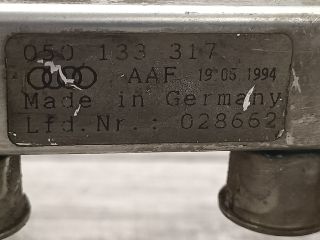 050 133 317
AAF 19.05.1994
Made in Germany
Lfd.Nr.: 028662